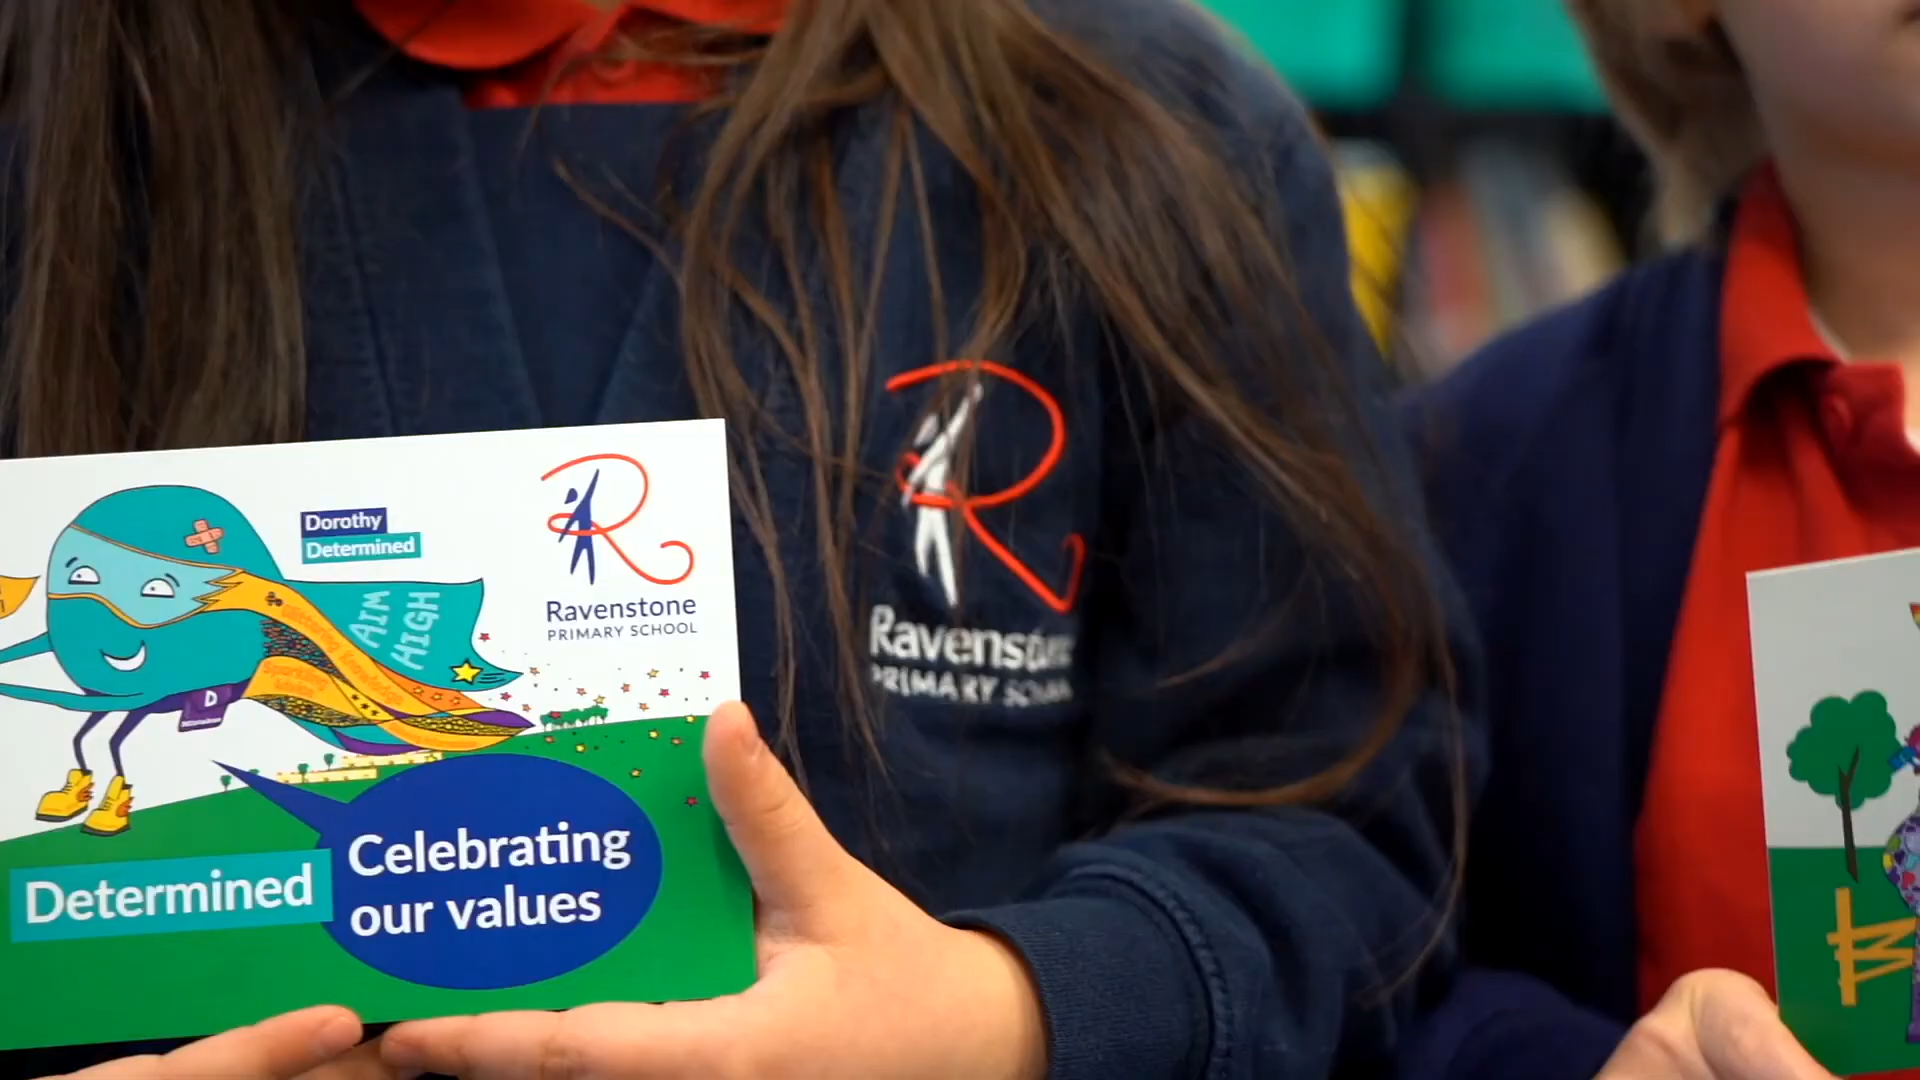 Dorothy
Determined
AIM
HIGH
Ravenstone
PRIMARY SCHOOL
D
Determined
Celebrating
our values
Ravenstone
PRIMARY SCHOOL